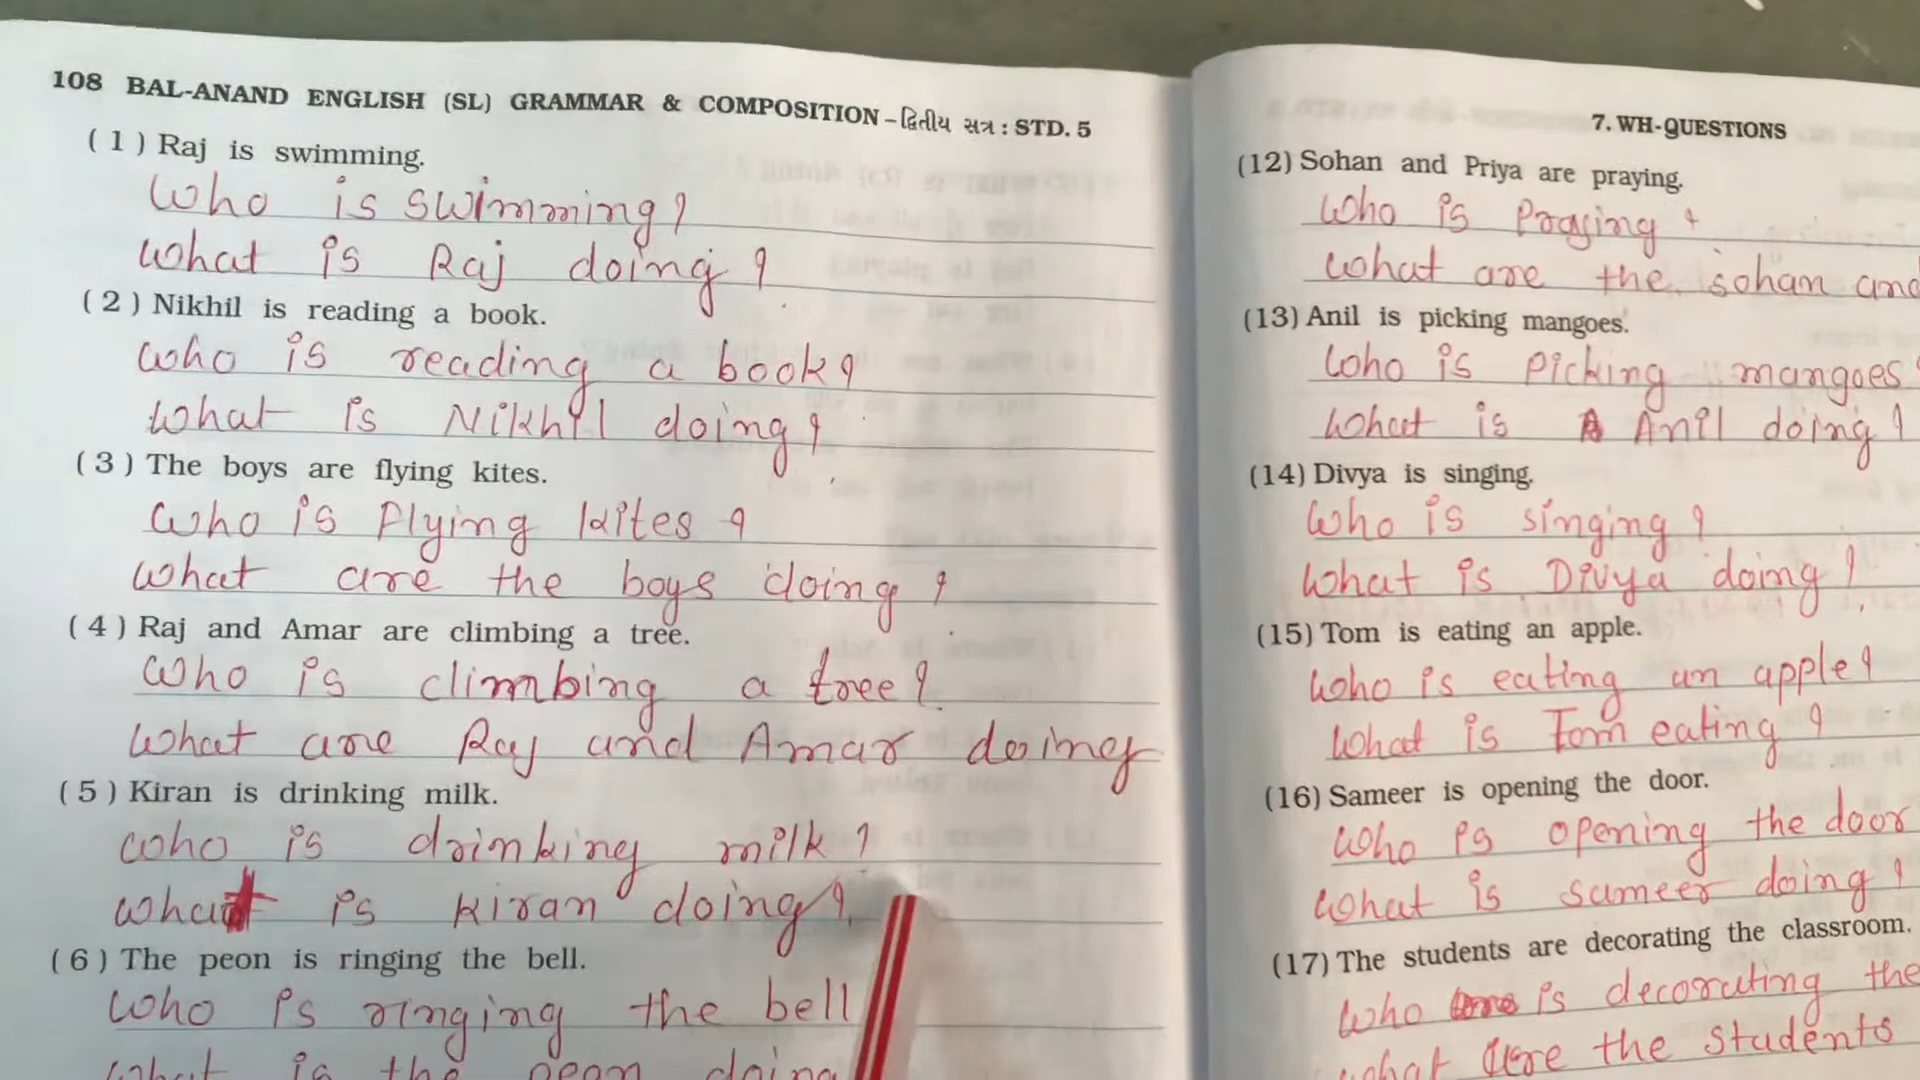 108 BAL-ANAND ENGLISH (SL) GRAMMAR & COMPOSITION – દ્વિતીય સત્ર : STD. 5
( 1 ) Raj is swimming.
Who is swimming?
What is Raj doing?
( 2 ) Nikhil is reading a book.
Who is reading a book?
What is Nikhil doing?
( 3 ) The boys are flying kites.
Who is flying kites?
What are the boys doing?
( 4 ) Raj and Amar are climbing a tree.
Who is climbing a tree?
What are Raj and Amar doing
( 5 ) Kiran is drinking milk.
Who is drinking milk?
What is Kiran doing?
( 6 ) The peon is ringing the bell.
Who is ringing the bell
What is the peon doing
7. WH-QUESTIONS
(12) Sohan and Priya are praying.
Who is Praying?
What are the sohan and
(13) Anil is picking mangoes.
Who is Picking mangoes?
What is Anil doing?
(14) Divya is singing.
Who is singing?
What is Divya doing?
(15) Tom is eating an apple.
Who is eating an apple?
What is Tom eating?
(16) Sameer is opening the door.
Who is opening the door
What is sameer doing?
(17) The students are decorating the classroom.
Who is decorating the
What are the students